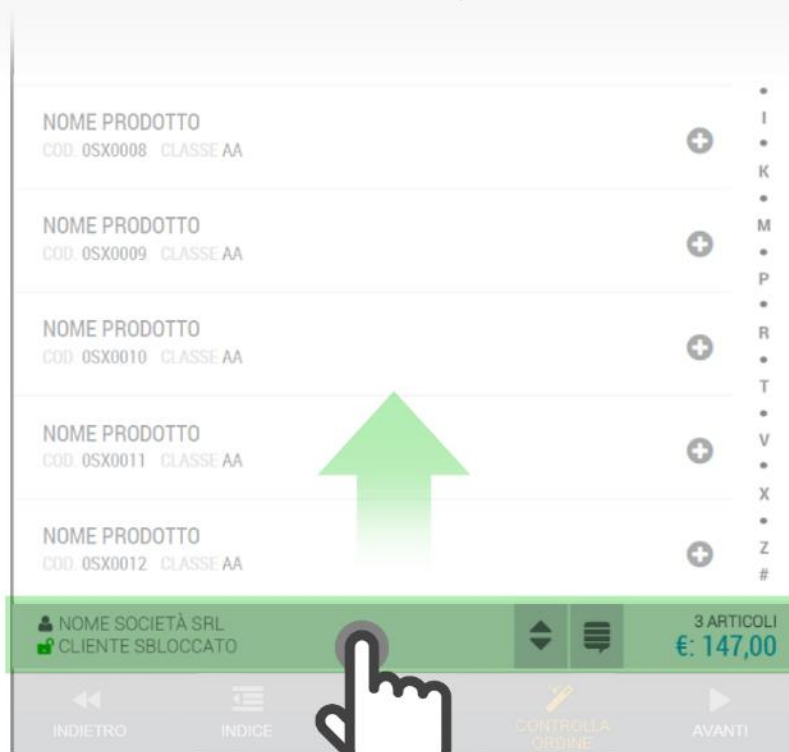 NOME PRODOTTO
COD. 0SX0008 CLASSE AA
NOME PRODOTTO
COD. 0SX0009 CLASSE AA
NOME PRODOTTO
COD. 0SX0010 CLASSE AA
NOME PRODOTTO
COD. 0SX0011 CLASSE AA
NOME PRODOTTO
COD. 0SX0012 CLASSE AA
•
I
•
K
•
M
•
P
•
R
•
T
•
V
•
X
•
Z
#
NOME SOCIETÀ SRL
CLIENTE SBLOCCATO
3 ARTICOLI
€: 147,00
INDIETRO
INDICE
CONTROLLA
ORDINE
AVANTI